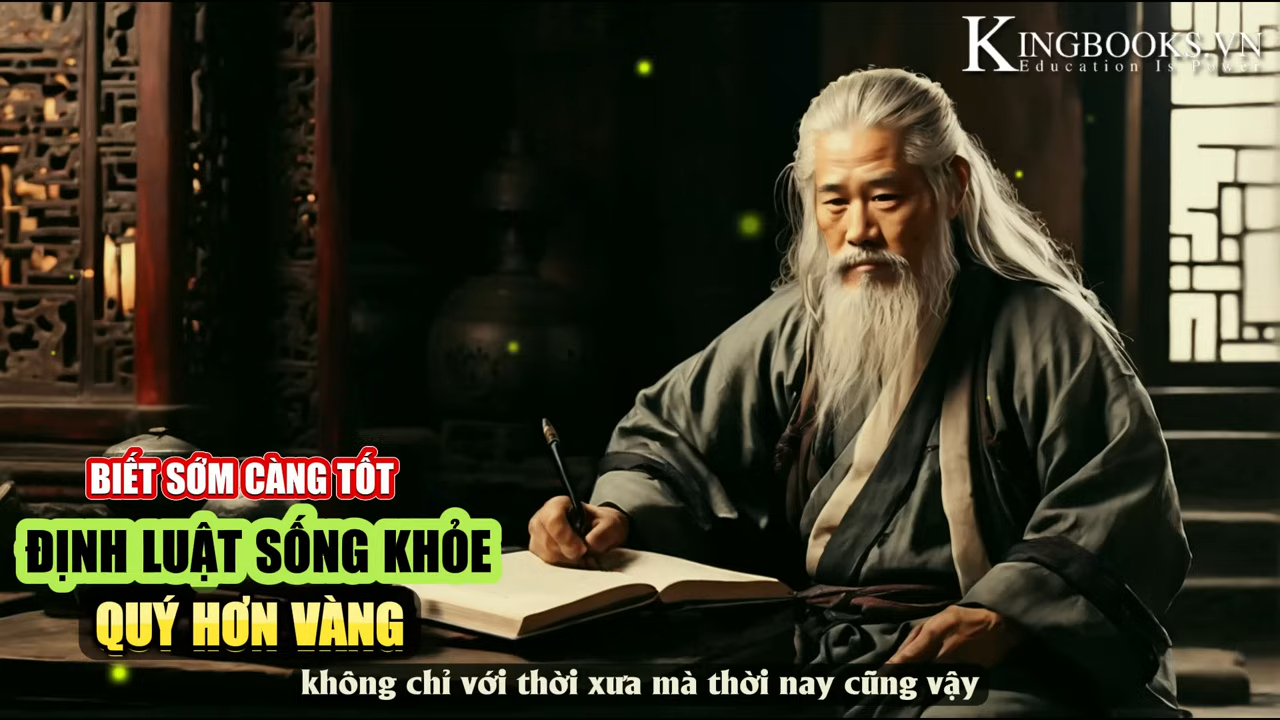 KINGBOOKS.VN
Education Is Power
BIẾT SỚM CÀNG TỐT
ĐỊNH LUẬT SỐNG KHỎE
QUÝ HƠN VÀNG
không chỉ với thời xưa mà thời nay cũng vậy